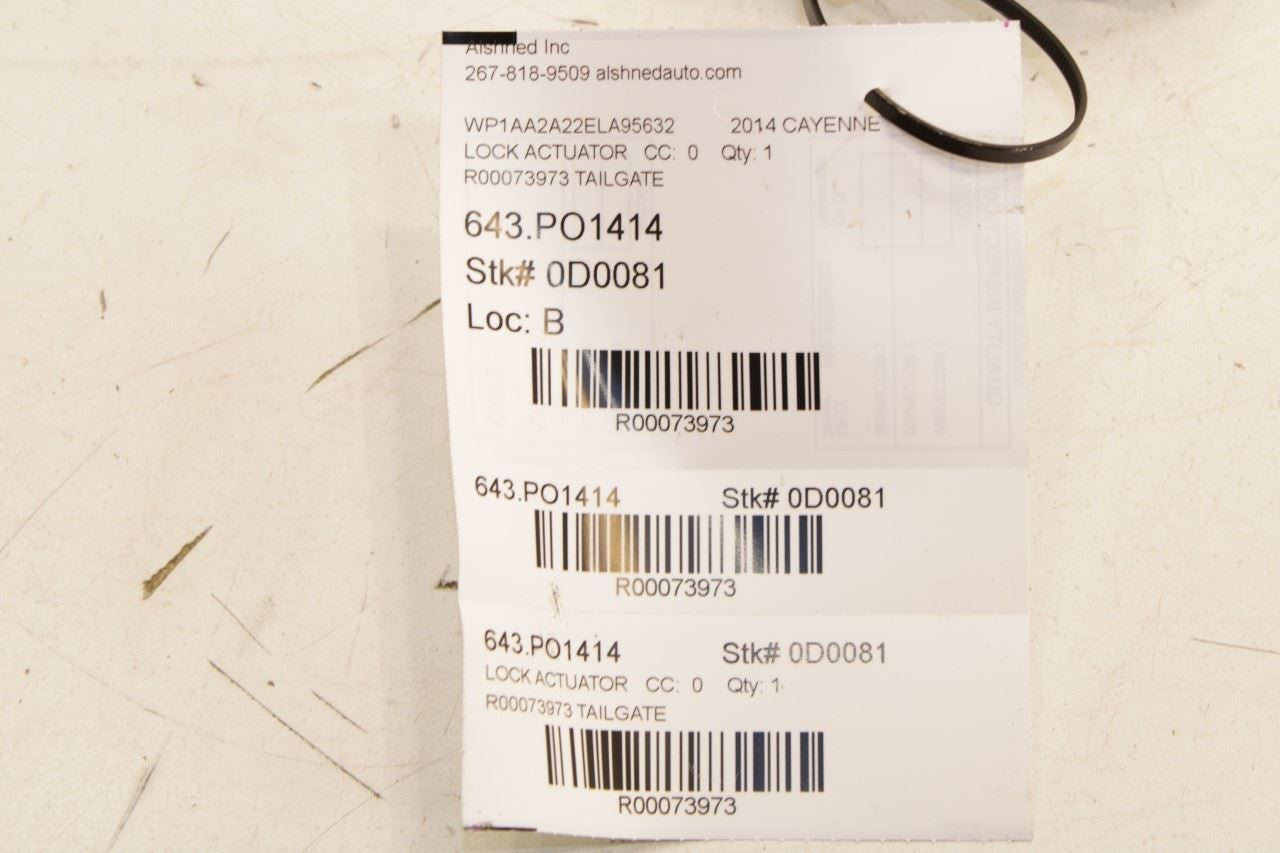 Alshned Inc
267-818-9509 alshnedauto.com
WP1AA2A22ELA95632 2014 CAYENNE
LOCK ACTUATOR CC: 0 Qty: 1
R00073973 TAILGATE
643.PO1414
Stk# 0D0081
Loc: B
R00073973
643.PO1414 Stk# 0D0081
R00073973
643.PO1414 Stk# 0D0081
LOCK ACTUATOR CC: 0 Qty: 1
R00073973 TAILGATE
R00073973